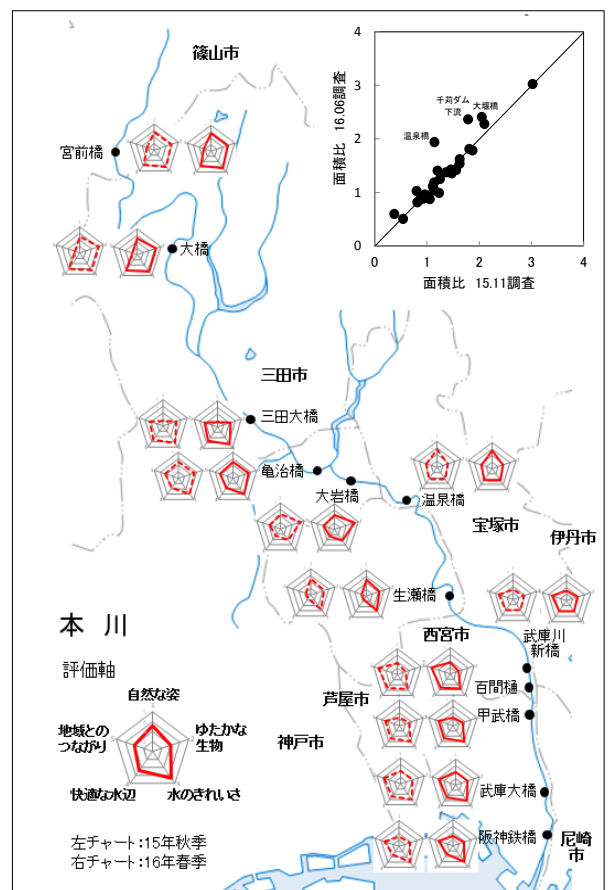 篠山市
宮前橋
大橋
4
3
2
1
0
0
1
2
3
4
面積比 16.06調査
面積比 15.11調査
千苅ダム
下流
大堰橋
温泉橋
三田市
三田大橋
亀治橋
大岩橋
温泉橋
宝塚市
伊丹市
生瀬橋
武庫川
新橋
西宮市
百間樋
芦屋市
甲武橋
神戸市
武庫大橋
阪神鉄橋
尼崎
市
本 川
評価軸
自然な姿
地域との
つながり
ゆたかな
生物
快適な水辺
水のきれいさ
左チャート：15年秋季
右チャート：16年春季